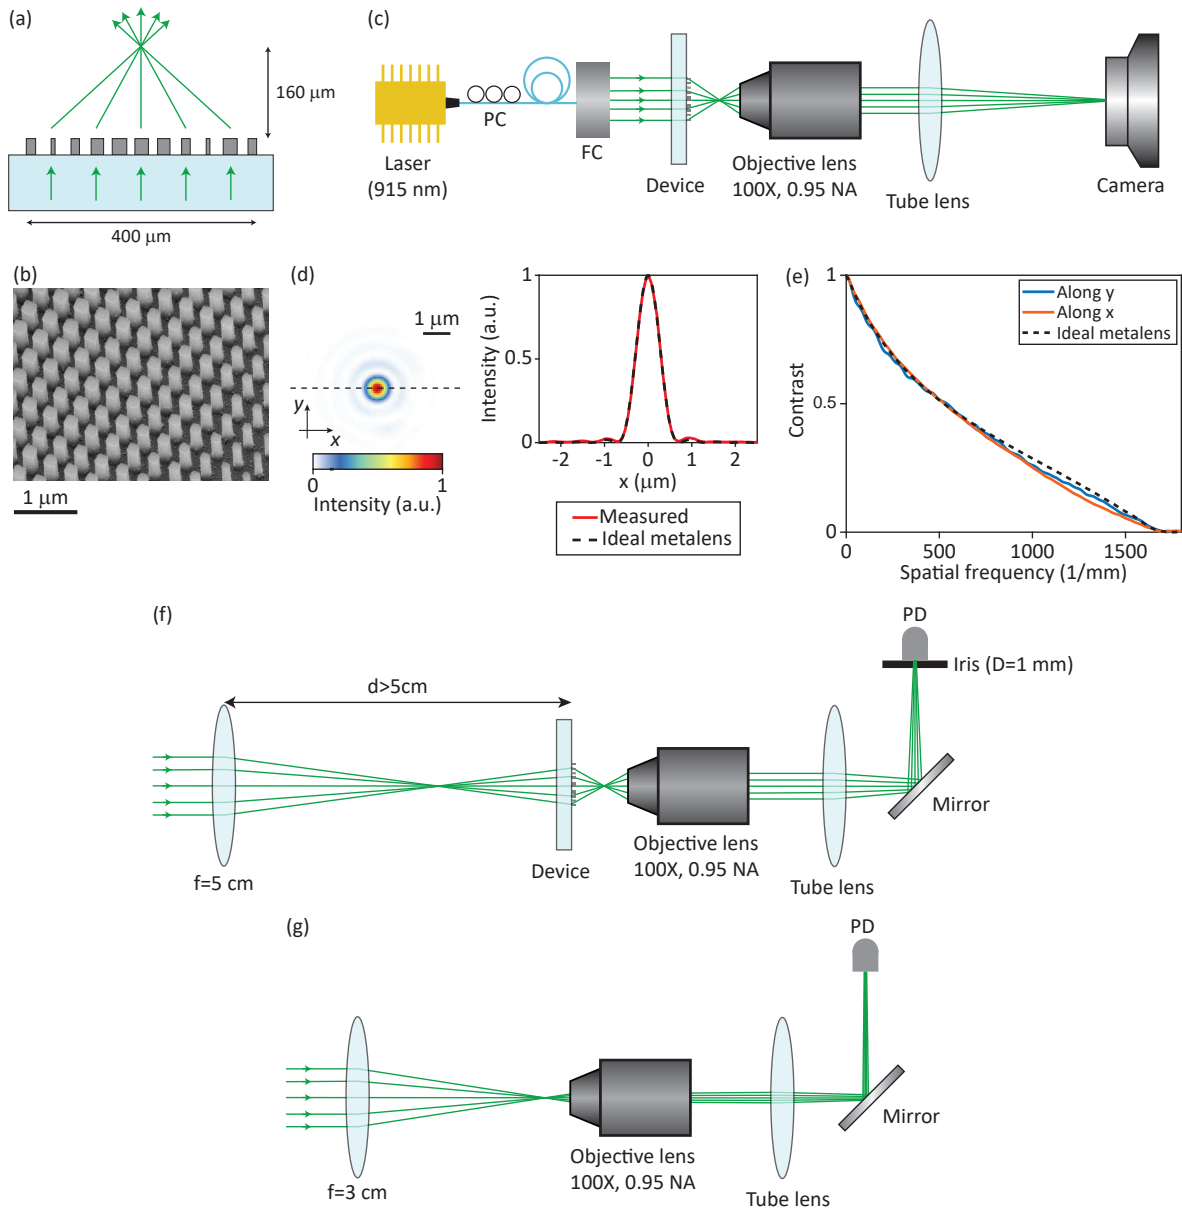 (a)
160 μm
400 μm
(c)
PC
FC
Laser
(915 nm)
Device
Objective lens
100X, 0.95 NA
Tube lens
Camera
(b)
1 μm
(d)
1 μm
y
x
0
1
Intensity (a.u.)
1
0.5
0
Intensity (a.u.)
-2
-1
0
1
2
x (μm)
Measured
Ideal metalens
(e)
1
0.5
0
Contrast
0
500
1000
1500
Spatial frequency (1/mm)
Along y
Along x
Ideal metalens
(f)
d>5cm
f=5 cm
Device
Objective lens
100X, 0.95 NA
Tube lens
PD
Iris (D=1 mm)
Mirror
(g)
f=3 cm
Objective lens
100X, 0.95 NA
Tube lens
PD
Mirror